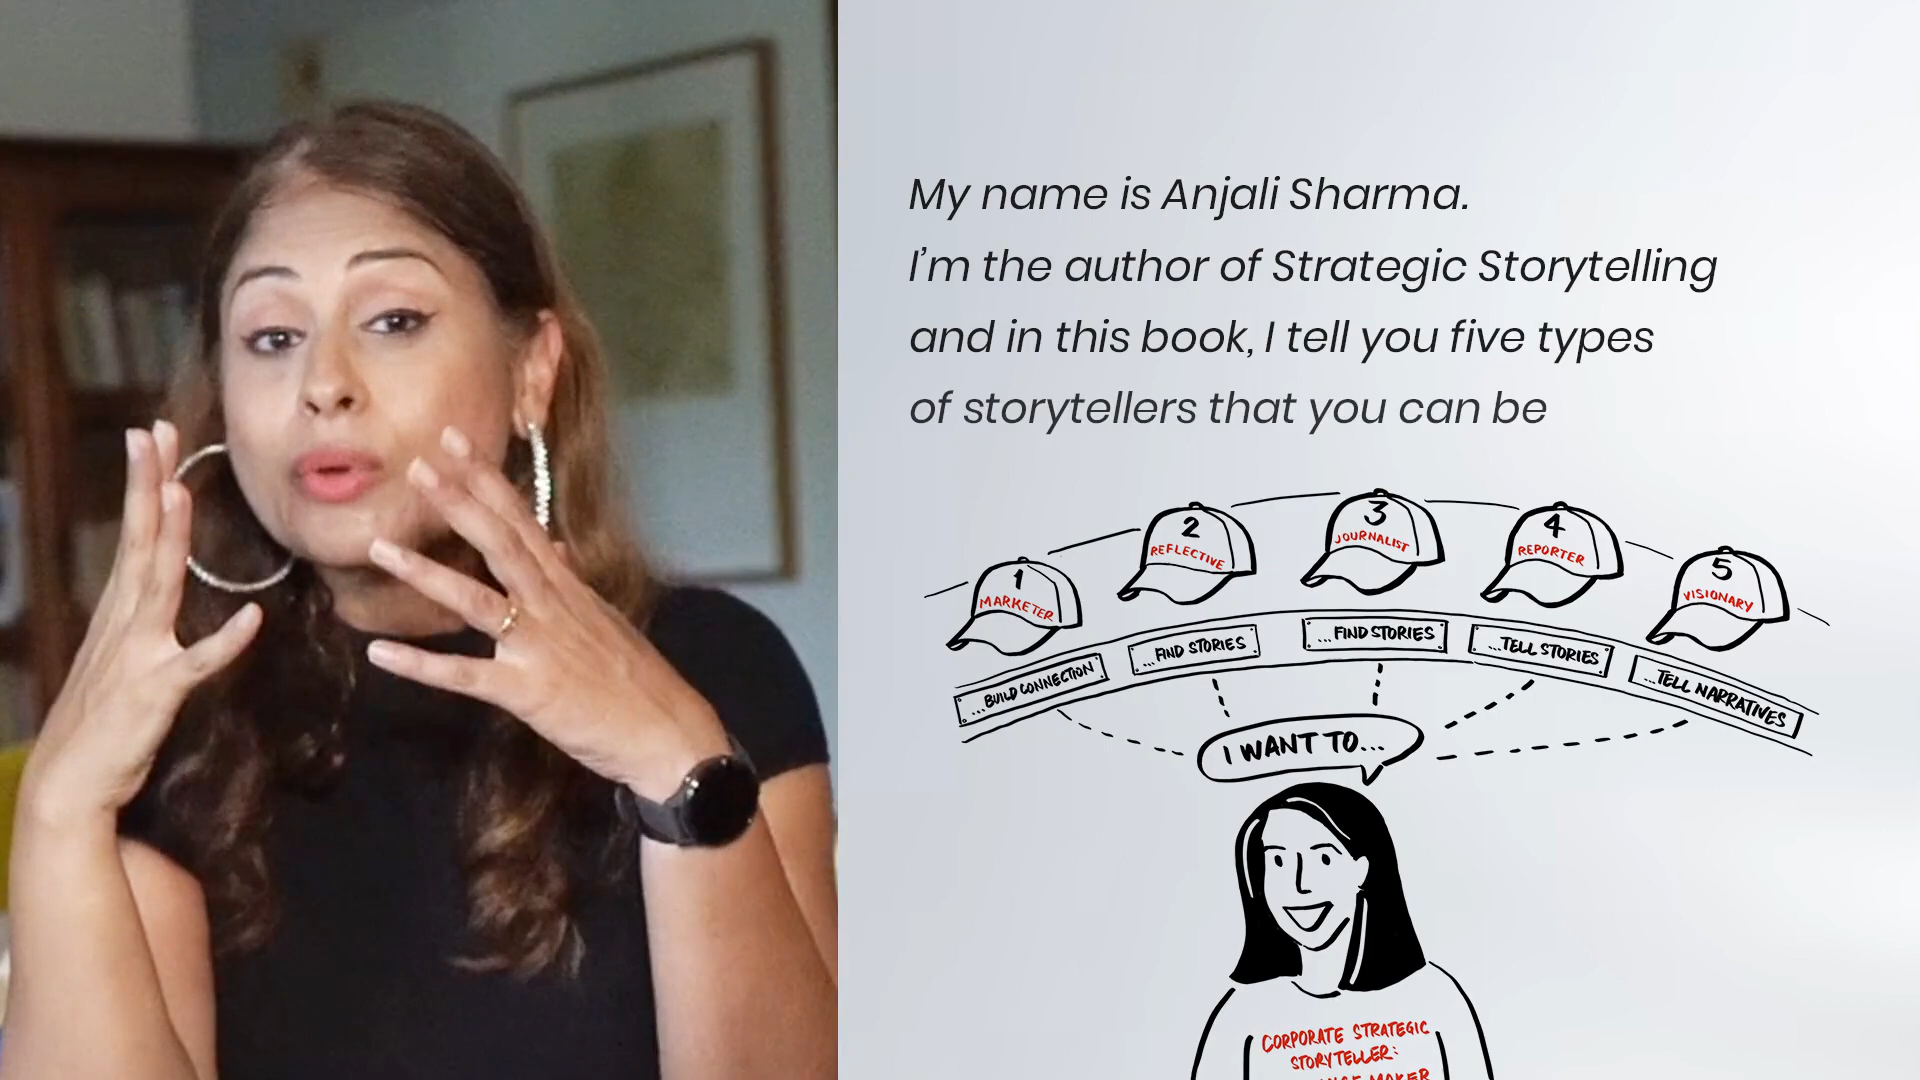 My name is Anjali Sharma.
I'm the author of Strategic Storytelling
and in this book, I tell you five types
of storytellers that you can be
1
MARKETER
2
REFLECTIVE
3
JOURNALIST
4
REPORTER
5
VISIONARY
...BUILD CONNECTION
...FIND STORIES
...FIND STORIES
...TELL STORIES
...TELL NARRATIVES
I WANT TO...
CORPORATE STRATEGIC
STORYTELLER:
MAKER